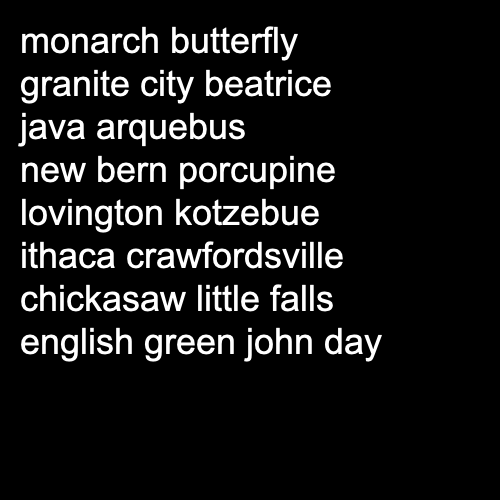 monarch butterfly
granite city beatrice
java arquebus
new bern porcupine
lovington kotzebue
ithaca crawfordsville
chickasaw little falls
english green john day